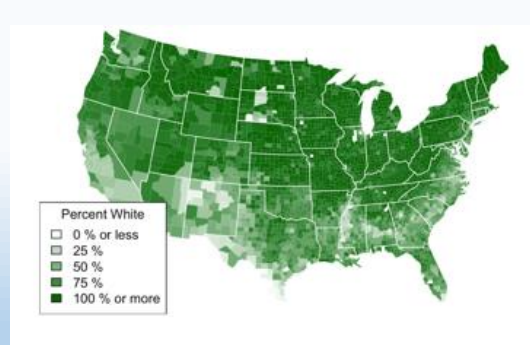 Percent White
0 % or less
25 %
50 %
75 %
100 % or more